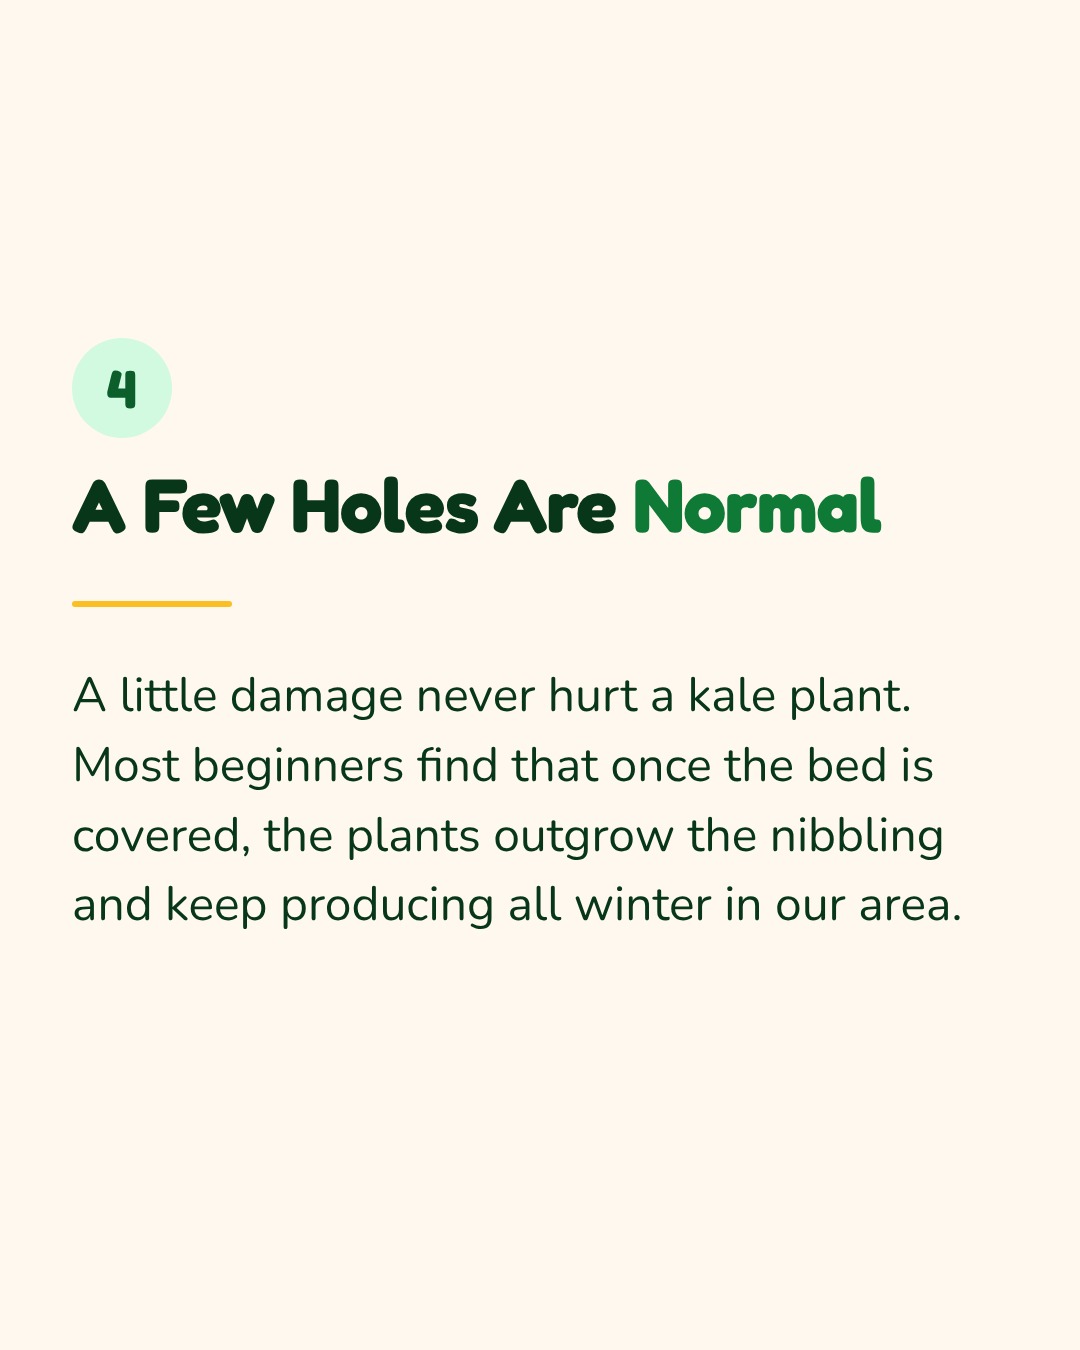 4
A Few Holes Are Normal
A little damage never hurt a kale plant.
Most beginners find that once the bed is
covered, the plants outgrow the nibbling
and keep producing all winter in our area.